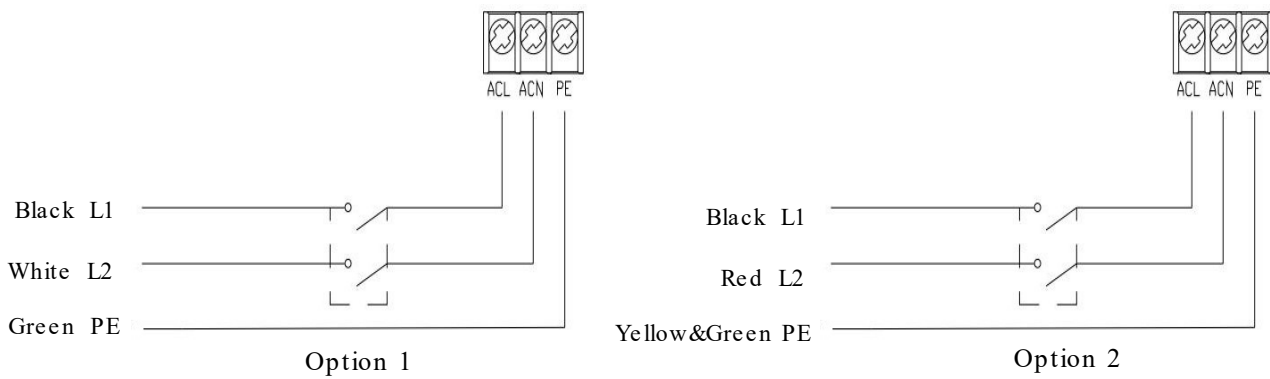 ACL ACN PE
Black L1
White L2
Green PE
Option 1
ACL ACN PE
Black L1
Red L2
Yellow&Green PE
Option 2